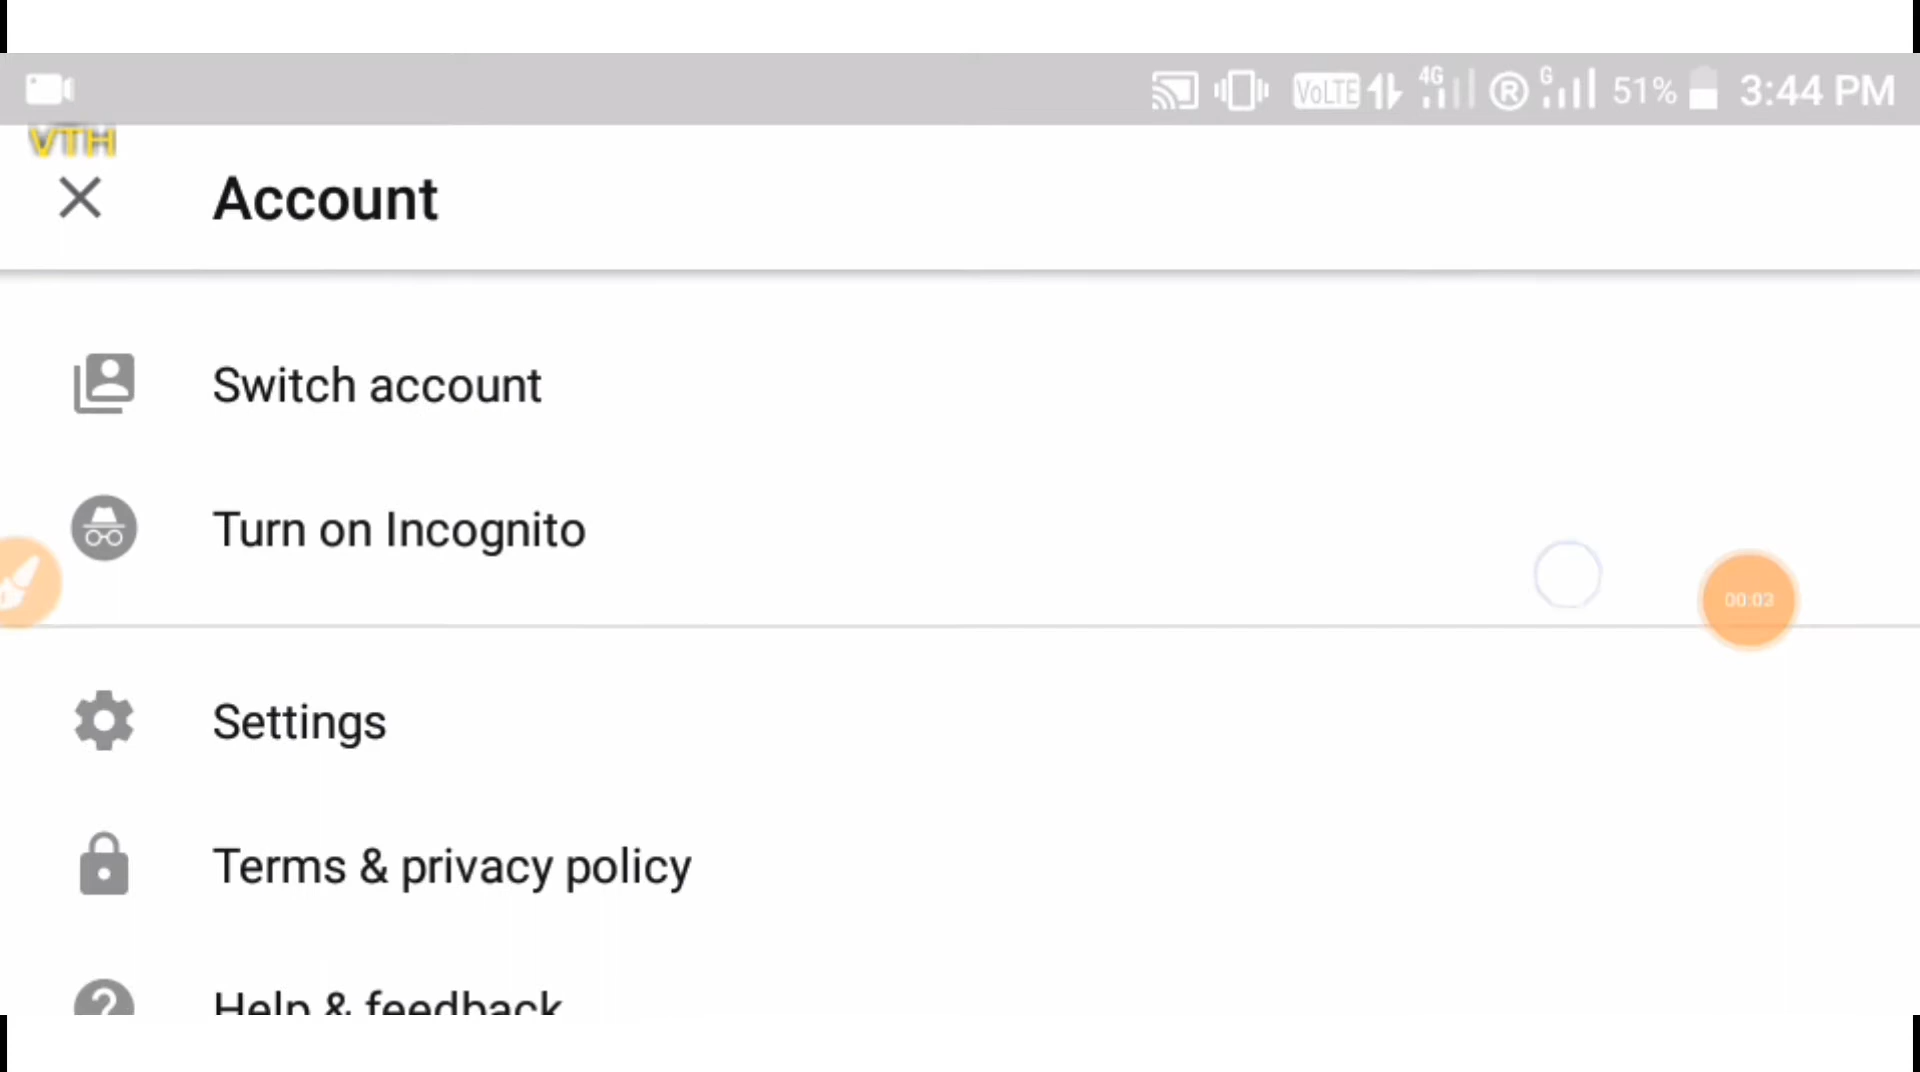 VoLTE 4G R G 51% 3:44 PM
VTH
Account
Switch account
Turn on Incognito
00:03
Settings
Terms & privacy policy
Help & feedback